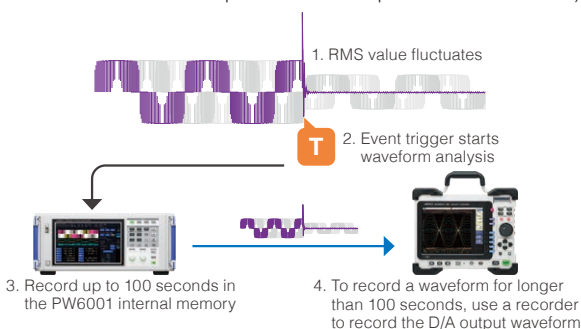 1. RMS value fluctuates
T
2. Event trigger starts
waveform analysis
3. Record up to 100 seconds in
the PW6001 internal memory
4. To record a waveform for longer
than 100 seconds, use a recorder
to record the D/A output waveform